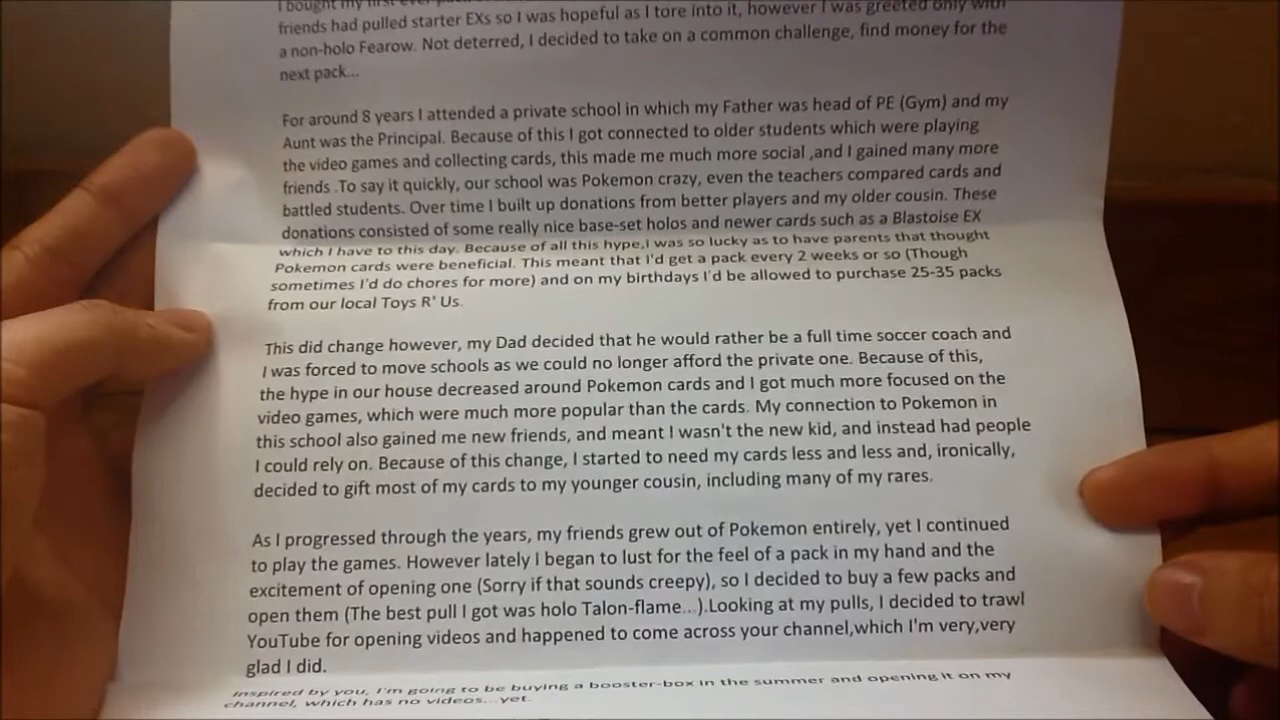 I bought my first ever pack
friends had pulled starter EXs so I was hopeful as I tore into it, however I was greeted only with
a non-holo Fearow. Not deterred, I decided to take on a common challenge, find money for the
next pack...
For around 8 years I attended a private school in which my Father was head of PE (Gym) and my
Aunt was the Principal. Because of this I got connected to older students which were playing
the video games and collecting cards, this made me much more social ,and I gained many more
friends .To say it quickly, our school was Pokemon crazy, even the teachers compared cards and
battled students. Over time I built up donations from better players and my older cousin. These
donations consisted of some really nice base-set holos and newer cards such as a Blastoise EX
which I have to this day. Because of all this hype,I was so lucky as to have parents that thought
Pokemon cards were beneficial. This meant that I'd get a pack every 2 weeks or so (Though
sometimes I'd do chores for more) and on my birthdays I'd be allowed to purchase 25-35 packs
from our local Toys R' Us.
This did change however, my Dad decided that he would rather be a full time soccer coach and
I was forced to move schools as we could no longer afford the private one. Because of this,
the hype in our house decreased around Pokemon cards and I got much more focused on the
video games, which were much more popular than the cards. My connection to Pokemon in
this school also gained me new friends, and meant I wasn't the new kid, and instead had people
I could rely on. Because of this change, I started to need my cards less and less and, ironically,
decided to gift most of my cards to my younger cousin, including many of my rares.
As I progressed through the years, my friends grew out of Pokemon entirely, yet I continued
to play the games. However lately I began to lust for the feel of a pack in my hand and the
excitement of opening one (Sorry if that sounds creepy), so I decided to buy a few packs and
open them (The best pull I got was holo Talon-flame...).Looking at my pulls, I decided to trawl
YouTube for opening videos and happened to come across your channel,which I'm very,very
glad I did.
Inspired by you, I'm going to be buying a booster-box in the summer and opening it on my
channel, which has no videos...yet.